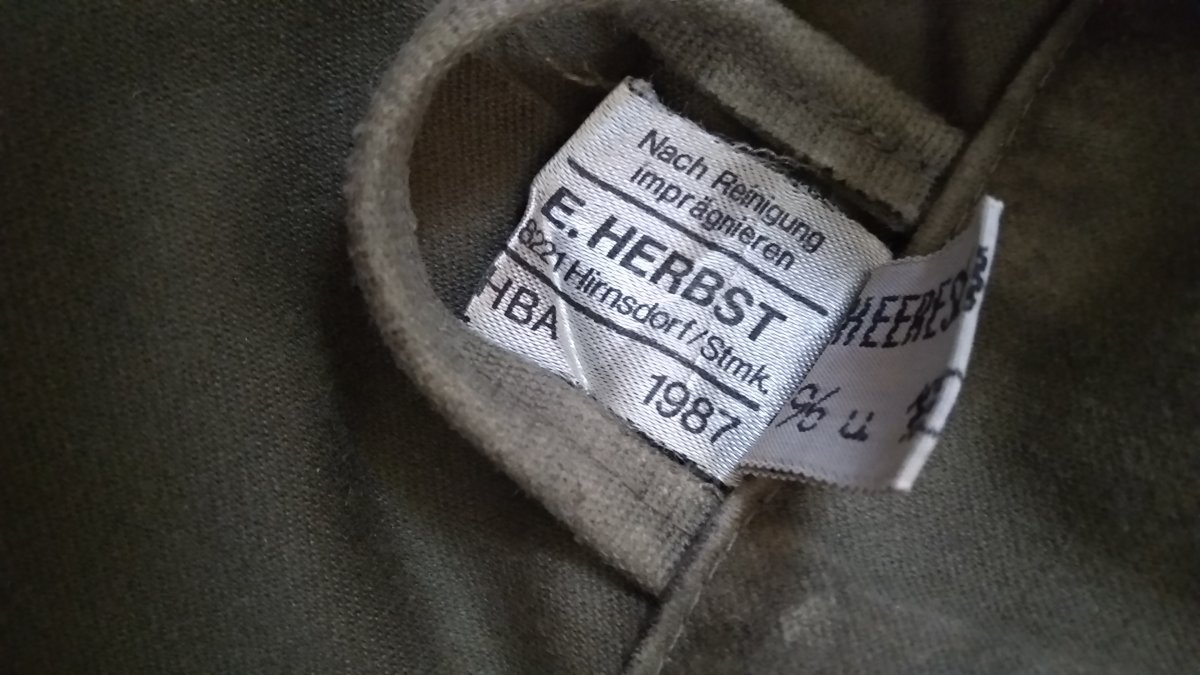 Nach Reinigung
imprägnieren
E. HERBST
8221 Hirnsdorf/Stmk.
HBA 1987
HEERES